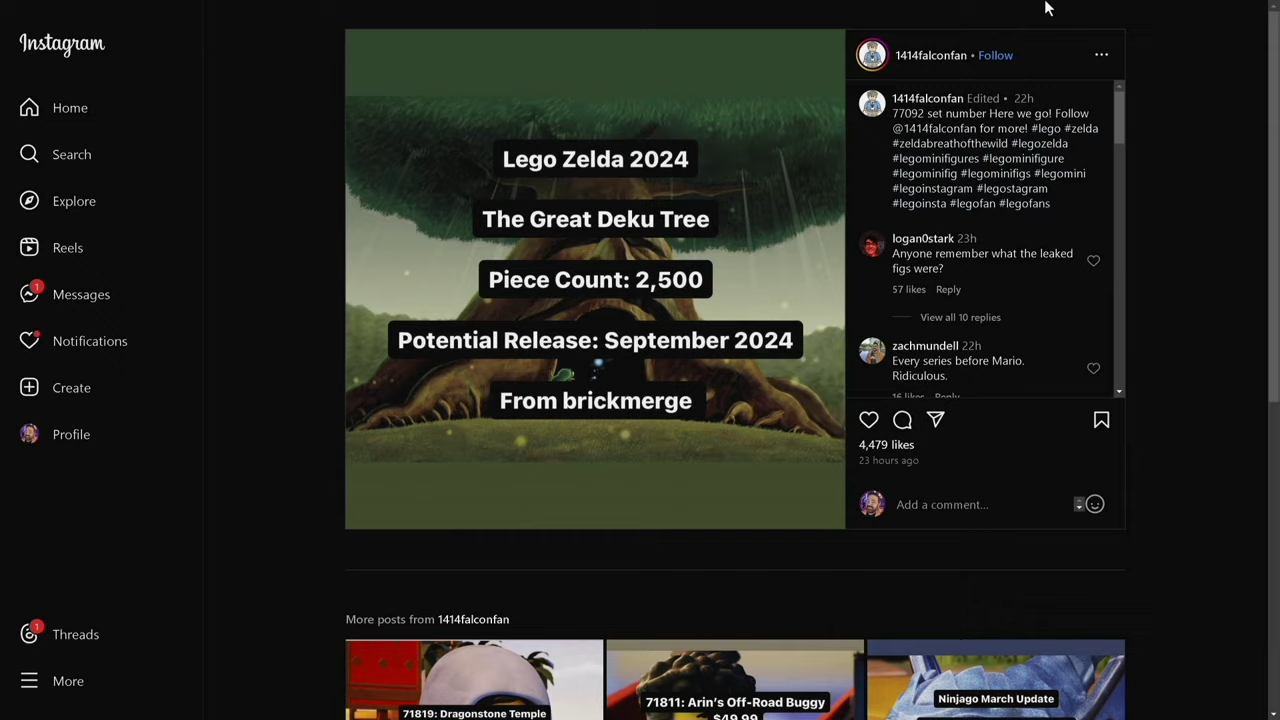 Instagram
Home
Search
Explore
Reels
1
Messages
Notifications
Create
Profile
1
Threads
More
Lego Zelda 2024
The Great Deku Tree
Piece Count: 2,500
Potential Release: September 2024
From brickmerge
1414falconfan • Follow
1414falconfan Edited • 22h
77092 set number Here we go! Follow
@1414falconfan for more! #lego #zelda
#zeldabreathofthewild #legozelda
#legominifigures #legominifigure
#legominifig #legominifigs #legomini
#legoinstagram #legostagram
#legoinsta #legofan #legofans
logan0stark 23h
Anyone remember what the leaked
figs were?
57 likes Reply
View all 10 replies
zachmundell 22h
Every series before Mario.
Ridiculous.
16 likes Reply
4,479 likes
23 hours ago
Add a comment...
More posts from 1414falconfan
71819: Dragonstone Temple
71811: Arin's Off-Road Buggy
$49.99
Ninjago March Update